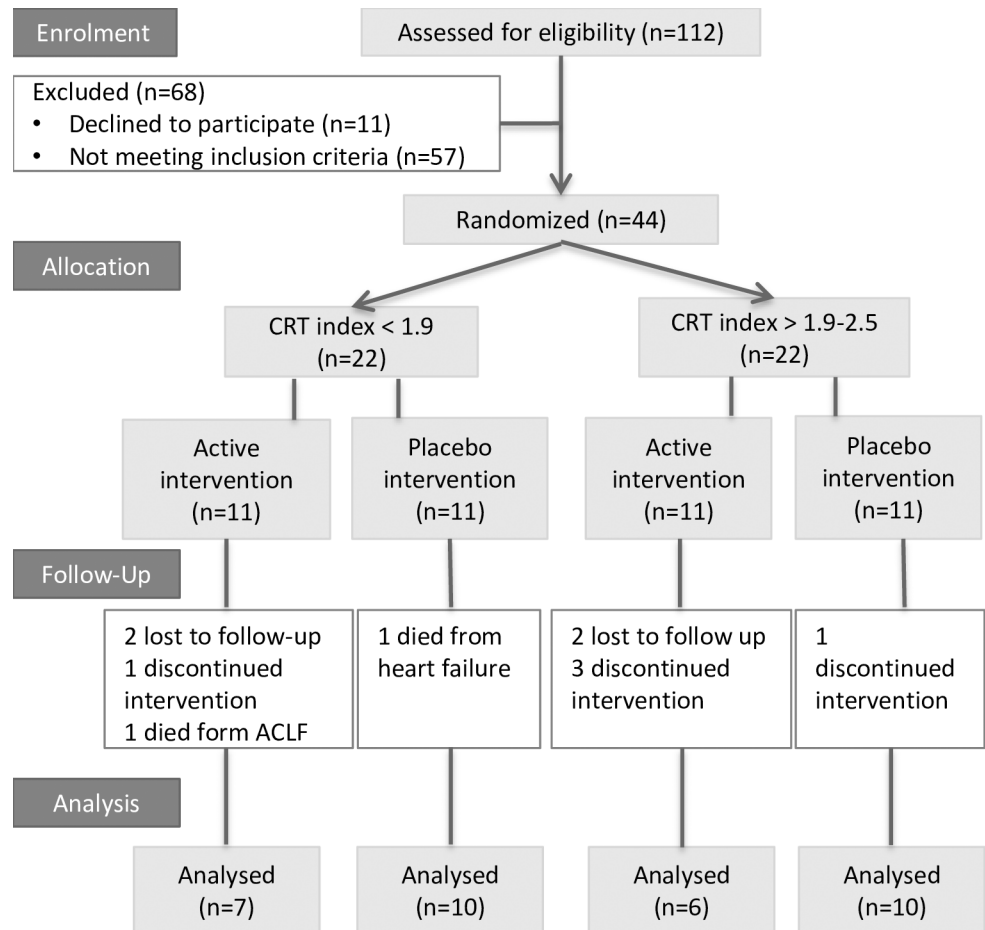 Enrolment
Assessed for eligibility (n=112)
Excluded (n=68)
• Declined to participate (n=11)
• Not meeting inclusion criteria (n=57)
Randomized (n=44)
Allocation
CRT index < 1.9
(n=22)
CRT index > 1.9-2.5
(n=22)
Active
intervention
(n=11)
Placebo
intervention
(n=11)
Active
intervention
(n=11)
Placebo
intervention
(n=11)
Follow-Up
2 lost to follow-up
1 discontinued
intervention
1 died form ACLF
1 died from
heart failure
2 lost to follow up
3 discontinued
intervention
1
discontinued
intervention
Analysis
Analysed
(n=7)
Analysed
(n=10)
Analysed
(n=6)
Analysed
(n=10)